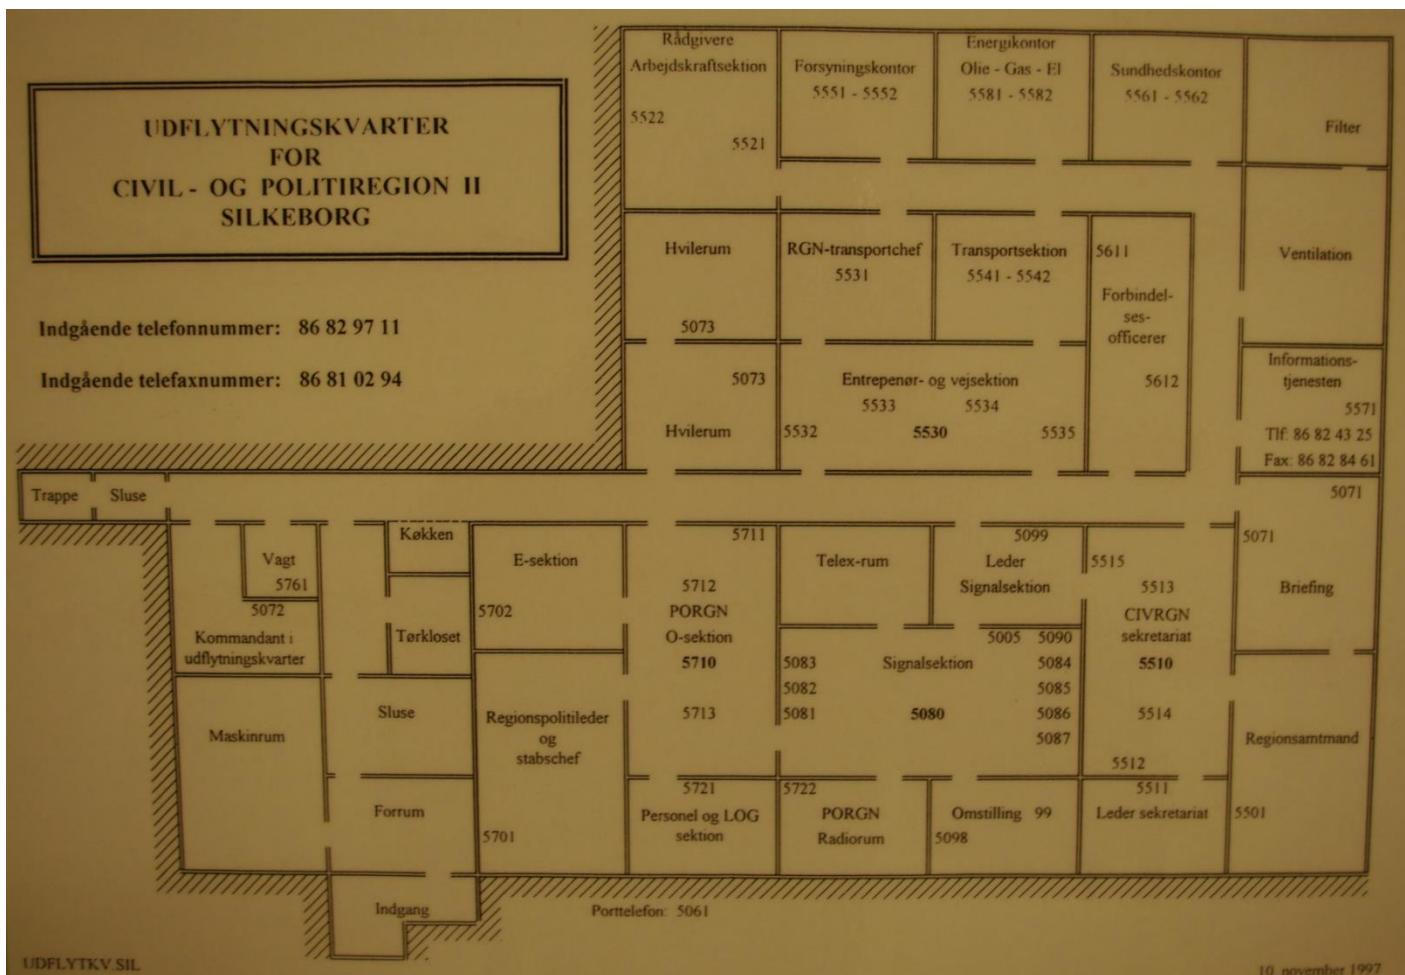 UDFLYTNINGSKVARTER
FOR
CIVIL - OG POLITIREGION II
SILKEBORG
Indgående telefonnummer: 86 82 97 11
Indgående telefaxnummer: 86 81 02 94
Rådgivere
Arbejdskraftsektion
5522
5521
Forsyningskontor
5551 - 5552
Energikontor
Olie - Gas - El
5581 - 5582
Sundhedskontor
5561 - 5562
Filter
Hvilerum
5073
RGN-transportchef
5531
Transportsektion
5541 - 5542
5611
Forbindel-
ses-
officerer
5612
Ventilation
5073
Hvilerum
Entrepenør- og vejsektion
5533 5534
5532 5530 5535
Informations-
tjenesten
5571
Tlf: 86 82 43 25
Fax: 86 82 84 61
Trappe
Sluse
5071
Vagt
5761
5072
Kommandant i
udflytningskvarter
Køkken
Tørkloset
E-sektion
5702
5711
5712
PORGN
O-sektion
5710
5713
Telex-rum
5099
Leder
Signalsektion
5515
5513
CIVRGN
sekretariat
5510
5514
5512
5071
Briefing
5005 5090
5083 Signalsektion 5084
5082 5085
5081 5080 5086
5087
Maskinrum
Sluse
Regionspolitileder
og
stabschef
5701
Regionsamtmand
5501
Forrum
5721
Personel og LOG
sektion
5722
PORGN
Radiorum
Omstilling 99
5098
5511
Leder sekretariat
Indgang
Porttelefon: 5061
UDFLYTKV.SIL
10. november 1997